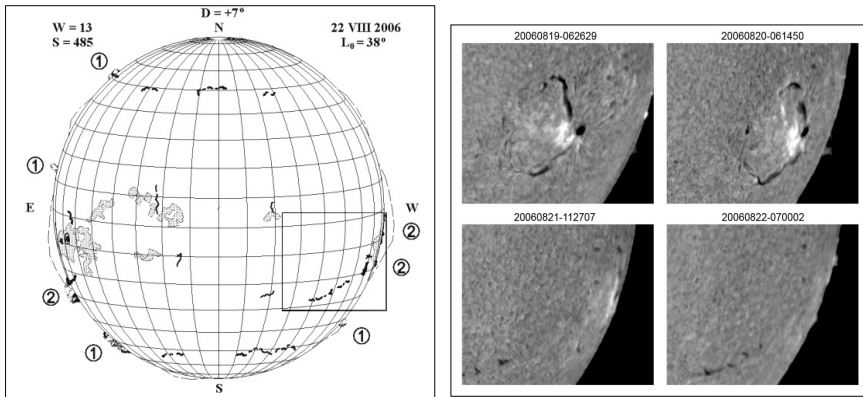 D = +7°
N
W = 13
S = 485
22 VIII 2006
L₀ = 38°
1
1
E
W
2
2
2
1
1
S
20060819-062629
20060820-061450
20060821-112707
20060822-070002